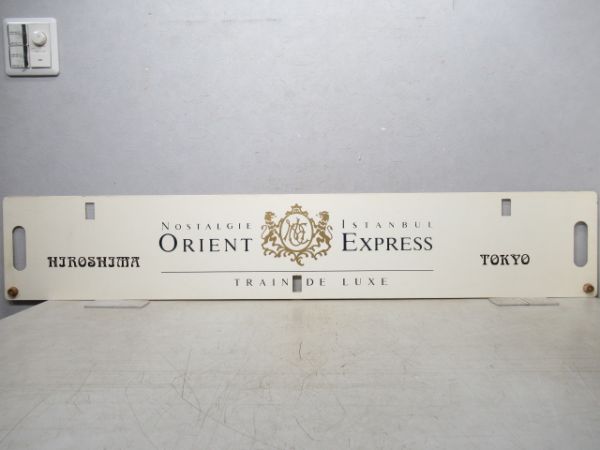 NOSTALGIE ISTANBUL
ORIENT EXPRESS
HIROSHIMA TOKYO
TRAIN DE LUXE